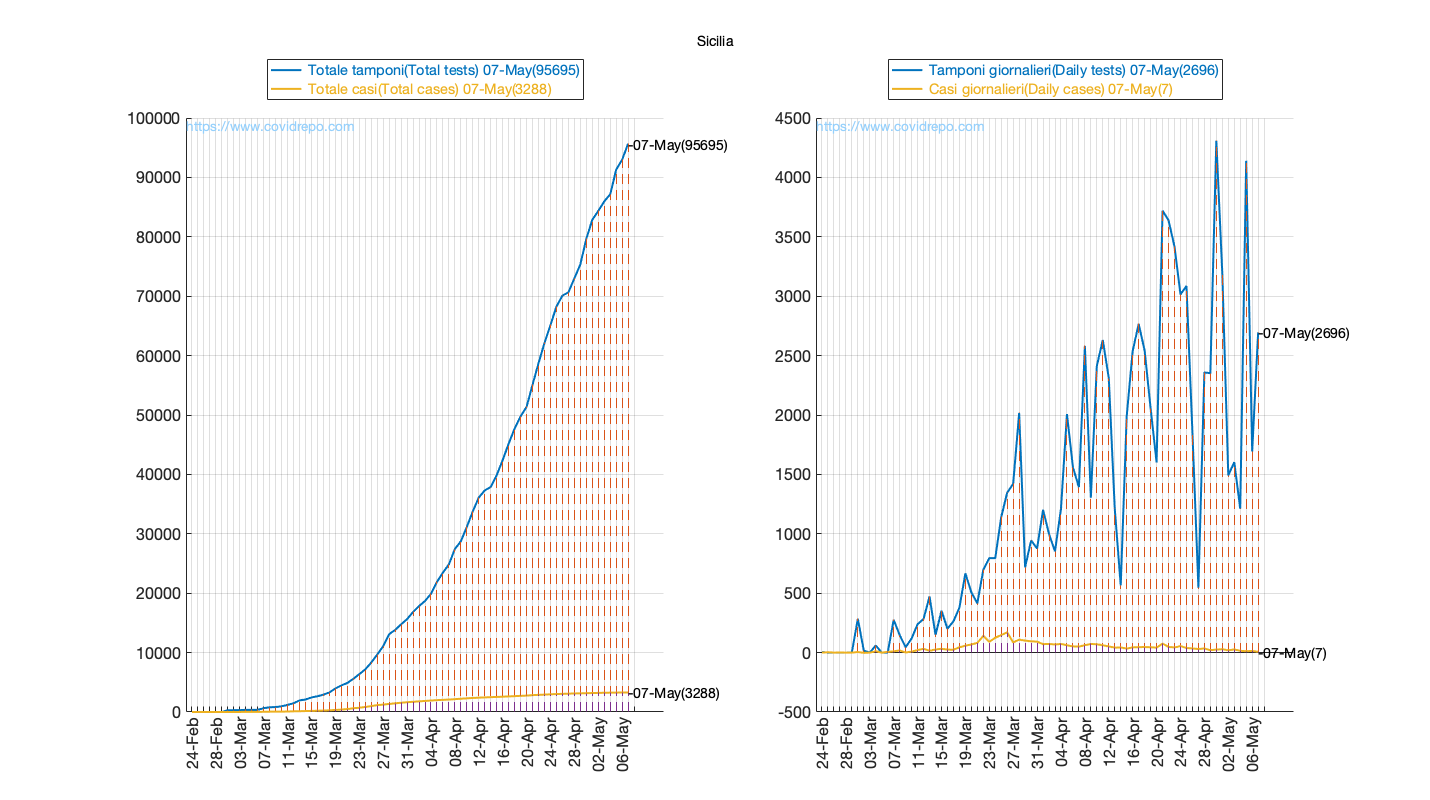 Sicilia
Totale tamponi(Total tests) 07-May(95695)
Totale casi(Total cases) 07-May(3288)
https://www.covidrepo.com
100000
90000
80000
70000
60000
50000
40000
30000
20000
10000
0
07-May(95695)
07-May(3288)
24-Feb
28-Feb
03-Mar
07-Mar
11-Mar
15-Mar
19-Mar
23-Mar
27-Mar
31-Mar
04-Apr
08-Apr
12-Apr
16-Apr
20-Apr
24-Apr
28-Apr
02-May
06-May
Tamponi giornalieri(Daily tests) 07-May(2696)
Casi giornalieri(Daily cases) 07-May(7)
https://www.covidrepo.com
4500
4000
3500
3000
2500
2000
1500
1000
500
0
-500
07-May(2696)
07-May(7)
24-Feb
28-Feb
03-Mar
07-Mar
11-Mar
15-Mar
19-Mar
23-Mar
27-Mar
31-Mar
04-Apr
08-Apr
12-Apr
16-Apr
20-Apr
24-Apr
28-Apr
02-May
06-May